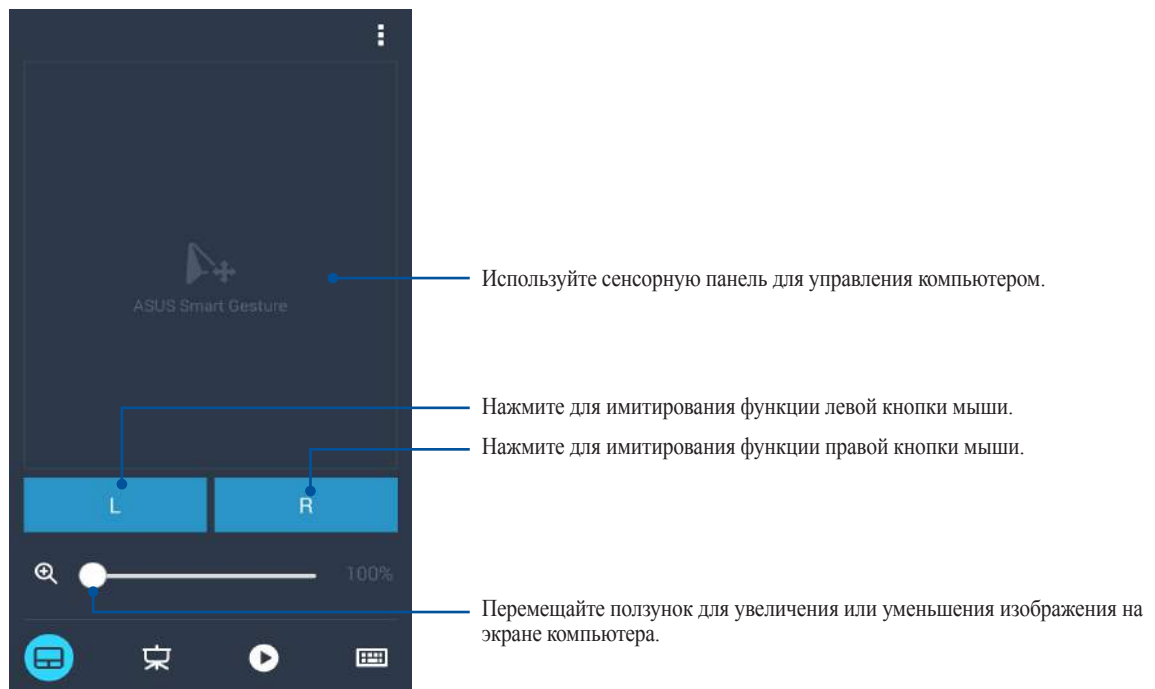 ASUS Smart Gesture
Используйте сенсорную панель для управления компьютером.
Нажмите для имитирования функции левой кнопки мыши.
Нажмите для имитирования функции правой кнопки мыши.
L
R
100%
Перемещайте ползунок для увеличения или уменьшения изображения на
экране компьютера.